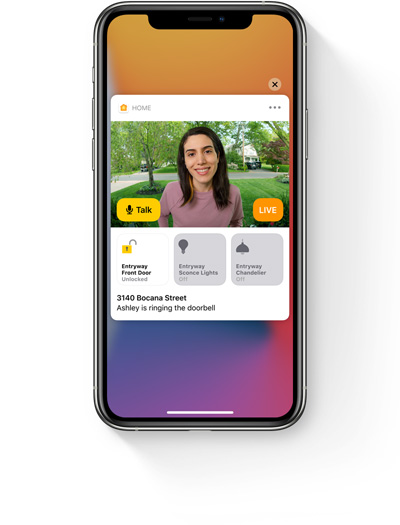 HOME
Talk
LIVE
Entryway
Front Door
Unlocked
Entryway
Sconce Lights
Off
Entryway
Chandelier
Off
3140 Bocana Street
Ashley is ringing the doorbell